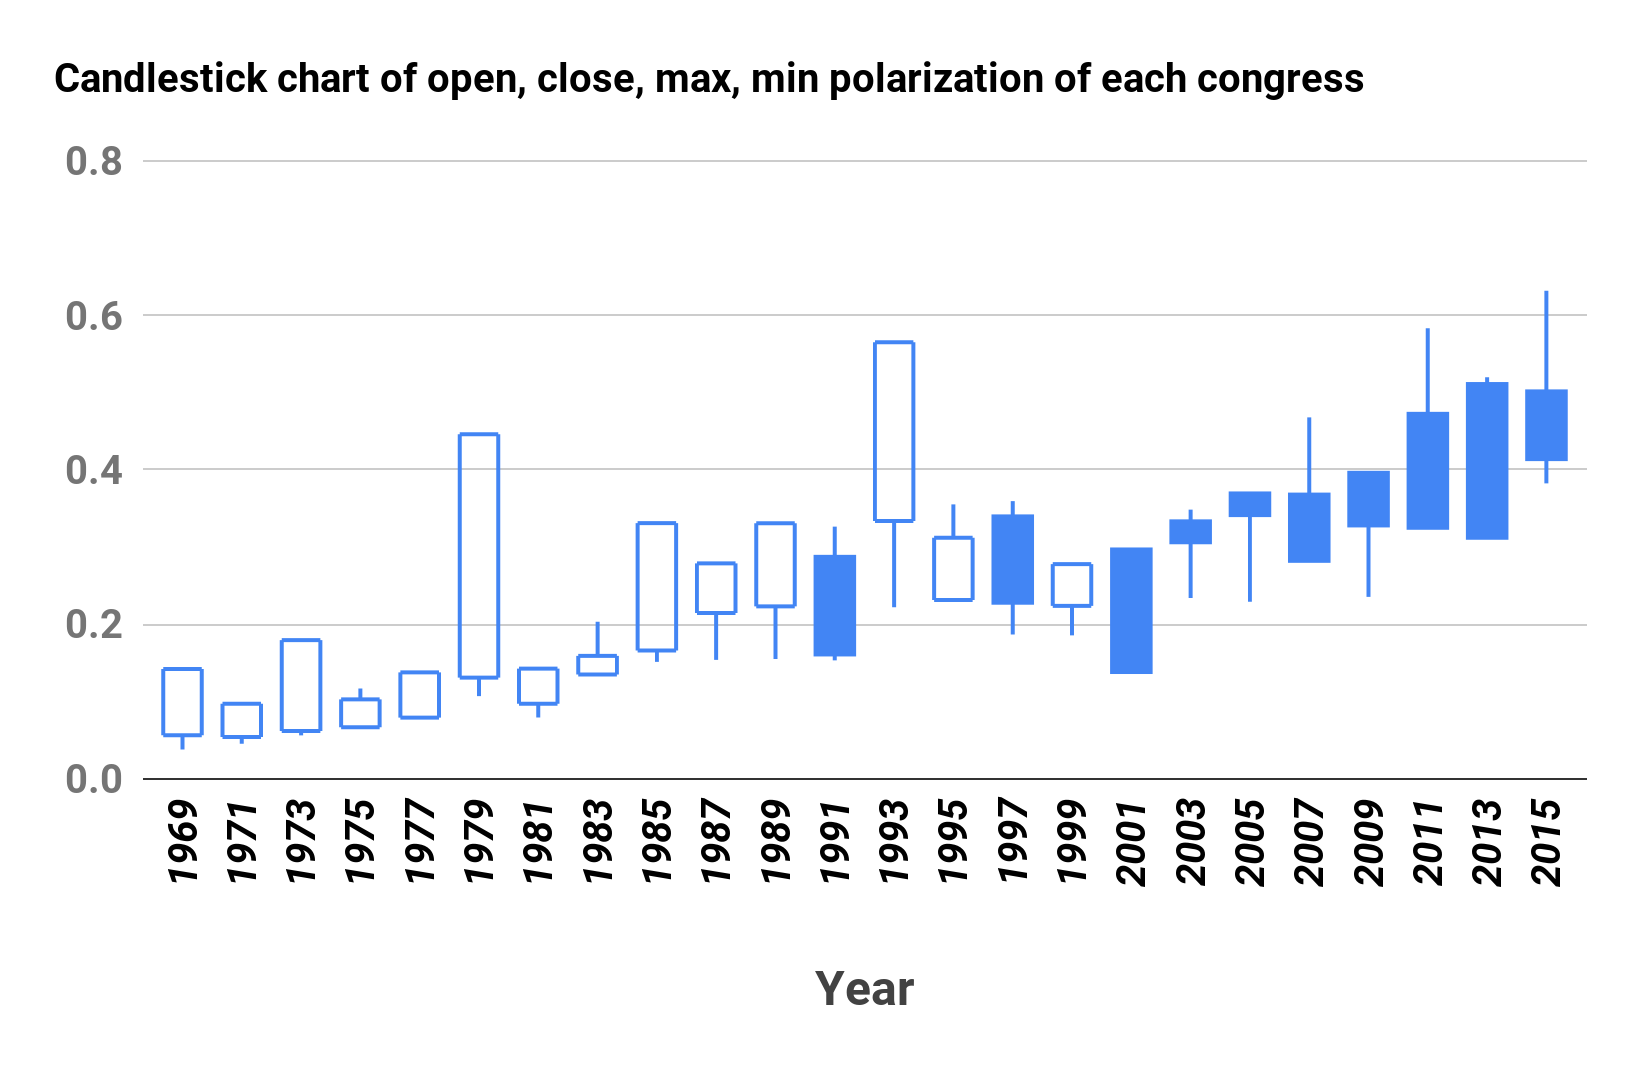 Candlestick chart of open, close, max, min polarization of each congress
0.8
0.6
0.4
0.2
0.0
1969 1971 1973 1975 1977 1979 1981 1983 1985 1987 1989 1991 1993 1995 1997 1999 2001 2003 2005 2007 2009 2011 2013 2015
Year